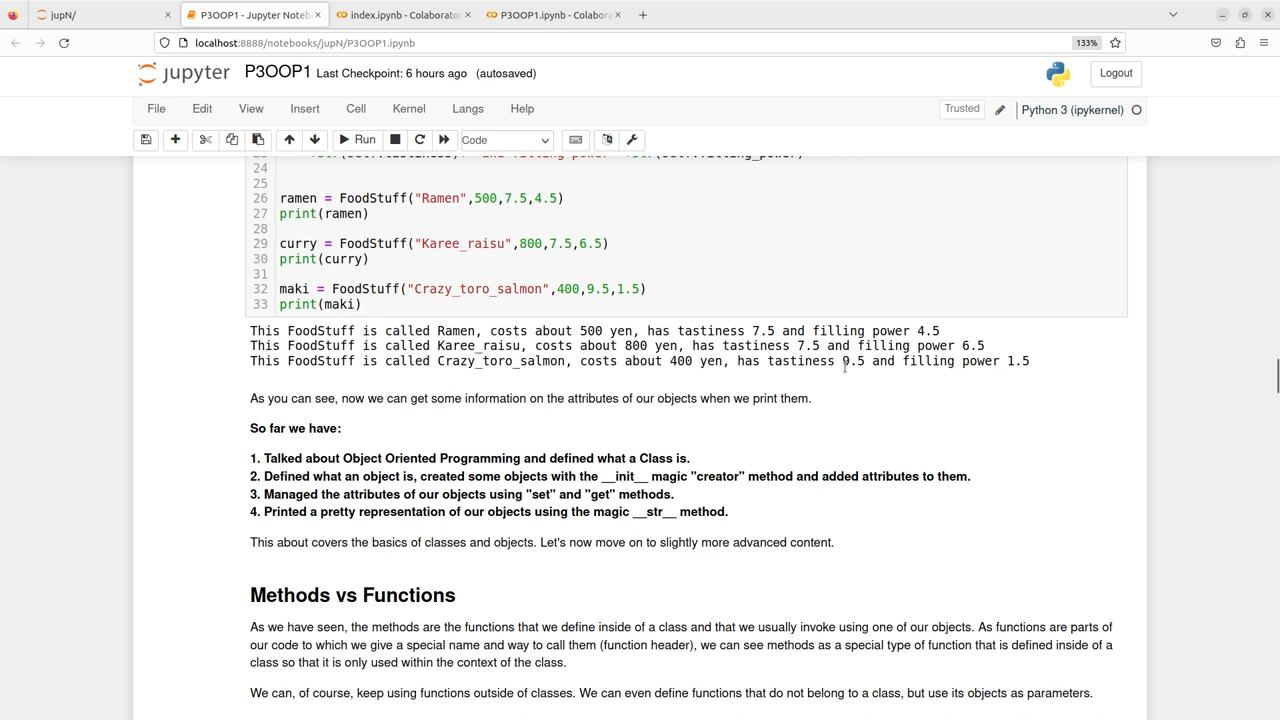 jupN/
P3OOP1 - Jupyter Noteb
index.ipynb - Colaborato
P3OOP1.ipynb - Colabora
localhost:8888/notebooks/jupN/P3OOP1.ipynb
133%
jupyter P3OOP1 Last Checkpoint: 6 hours ago (autosaved)
Logout
File Edit View Insert Cell Kernel Langs Help
Trusted
Python 3 (ipykernel)
Run
Code
24
25
26 ramen = FoodStuff("Ramen",500,7.5,4.5)
27 print(ramen)
28
29 curry = FoodStuff("Karee_raisu",800,7.5,6.5)
30 print(curry)
31
32 maki = FoodStuff("Crazy_toro_salmon",400,9.5,1.5)
33 print(maki)
This FoodStuff is called Ramen, costs about 500 yen, has tastiness 7.5 and filling power 4.5
This FoodStuff is called Karee_raisu, costs about 800 yen, has tastiness 7.5 and filling power 6.5
This FoodStuff is called Crazy_toro_salmon, costs about 400 yen, has tastiness 9.5 and filling power 1.5
As you can see, now we can get some information on the attributes of our objects when we print them.
So far we have:
1. Talked about Object Oriented Programming and defined what a Class is.
2. Defined what an object is, created some objects with the __init__ magic "creator" method and added attributes to them.
3. Managed the attributes of our objects using "set" and "get" methods.
4. Printed a pretty representation of our objects using the magic __str__ method.
This about covers the basics of classes and objects. Let's now move on to slightly more advanced content.
Methods vs Functions
As we have seen, the methods are the functions that we define inside of a class and that we usually invoke using one of our objects. As functions are parts of
our code to which we give a special name and way to call them (function header), we can see methods as a special type of function that is defined inside of a
class so that it is only used within the context of the class.
We can, of course, keep using functions outside of classes. We can even define functions that do not belong to a class, but use its objects as parameters.